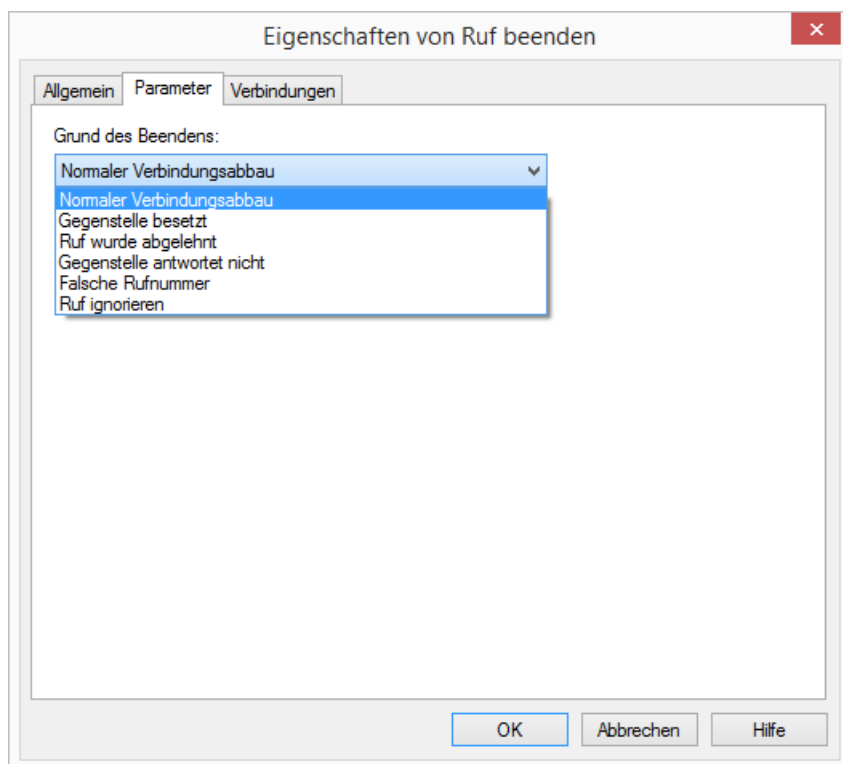 Eigenschaften von Ruf beenden
Allgemein Parameter Verbindungen
Grund des Beendens:
Normaler Verbindungsabbau
Normaler Verbindungsabbau
Gegenstelle besetzt
Ruf wurde abgelehnt
Gegenstelle antwortet nicht
Falsche Rufnummer
Ruf ignorieren
OK Abbrechen Hilfe